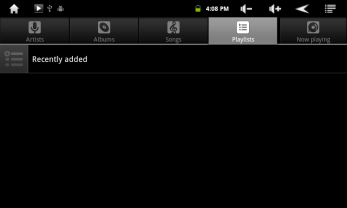 4:08 PM
Artists Albums Songs Playlists Now playing
Recently added